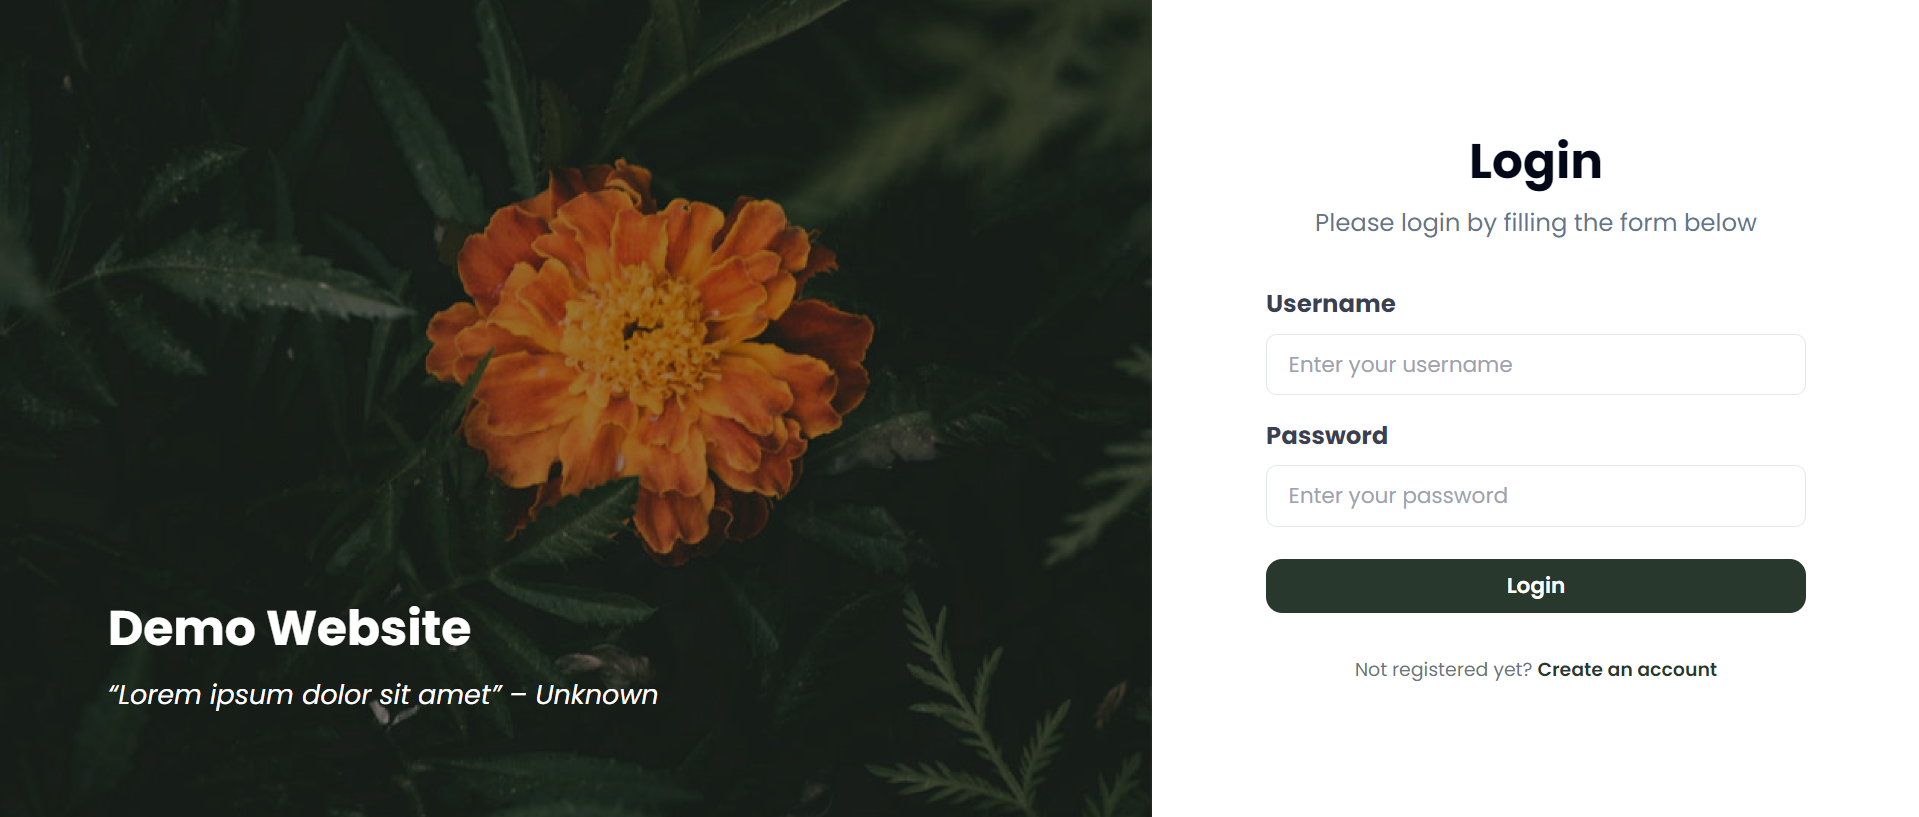 Demo Website
“Lorem ipsum dolor sit amet” – Unknown
Login
Please login by filling the form below
Username
Enter your username
Password
Enter your password
Login
Not registered yet? Create an account